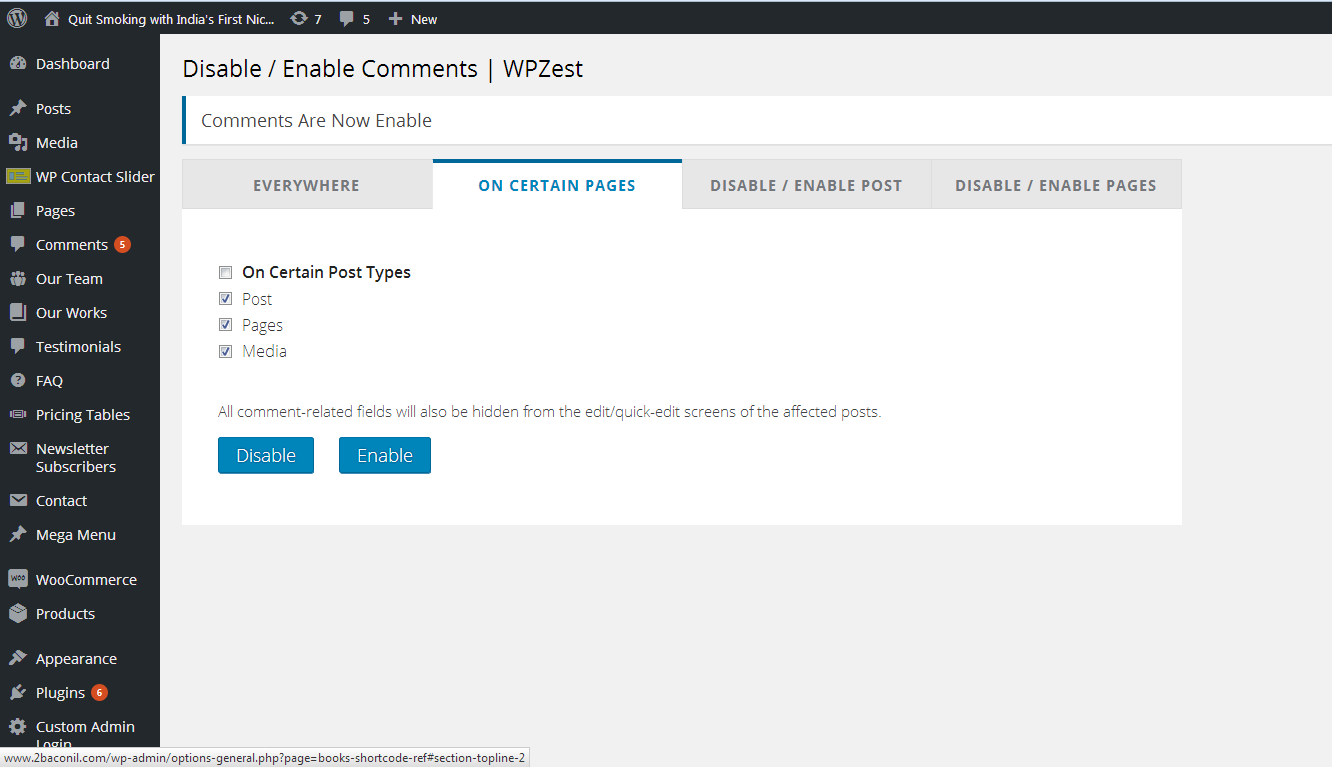 Quit Smoking with India's First Nic... 7 5 New
Dashboard
Posts
Media
WP Contact Slider
Pages
Comments 5
Our Team
Our Works
Testimonials
FAQ
Pricing Tables
Newsletter
Subscribers
Contact
Mega Menu
WooCommerce
Products
Appearance
Plugins 6
Custom Admin
Login
Disable / Enable Comments | WPZest
Comments Are Now Enable
EVERYWHERE ON CERTAIN PAGES DISABLE / ENABLE POST DISABLE / ENABLE PAGES
On Certain Post Types
Post
Pages
Media
All comment-related fields will also be hidden from the edit/quick-edit screens of the affected posts.
Disable Enable
www.2baconil.com/wp-admin/options-general.php?page=books-shortcode-ref#section-topline-2